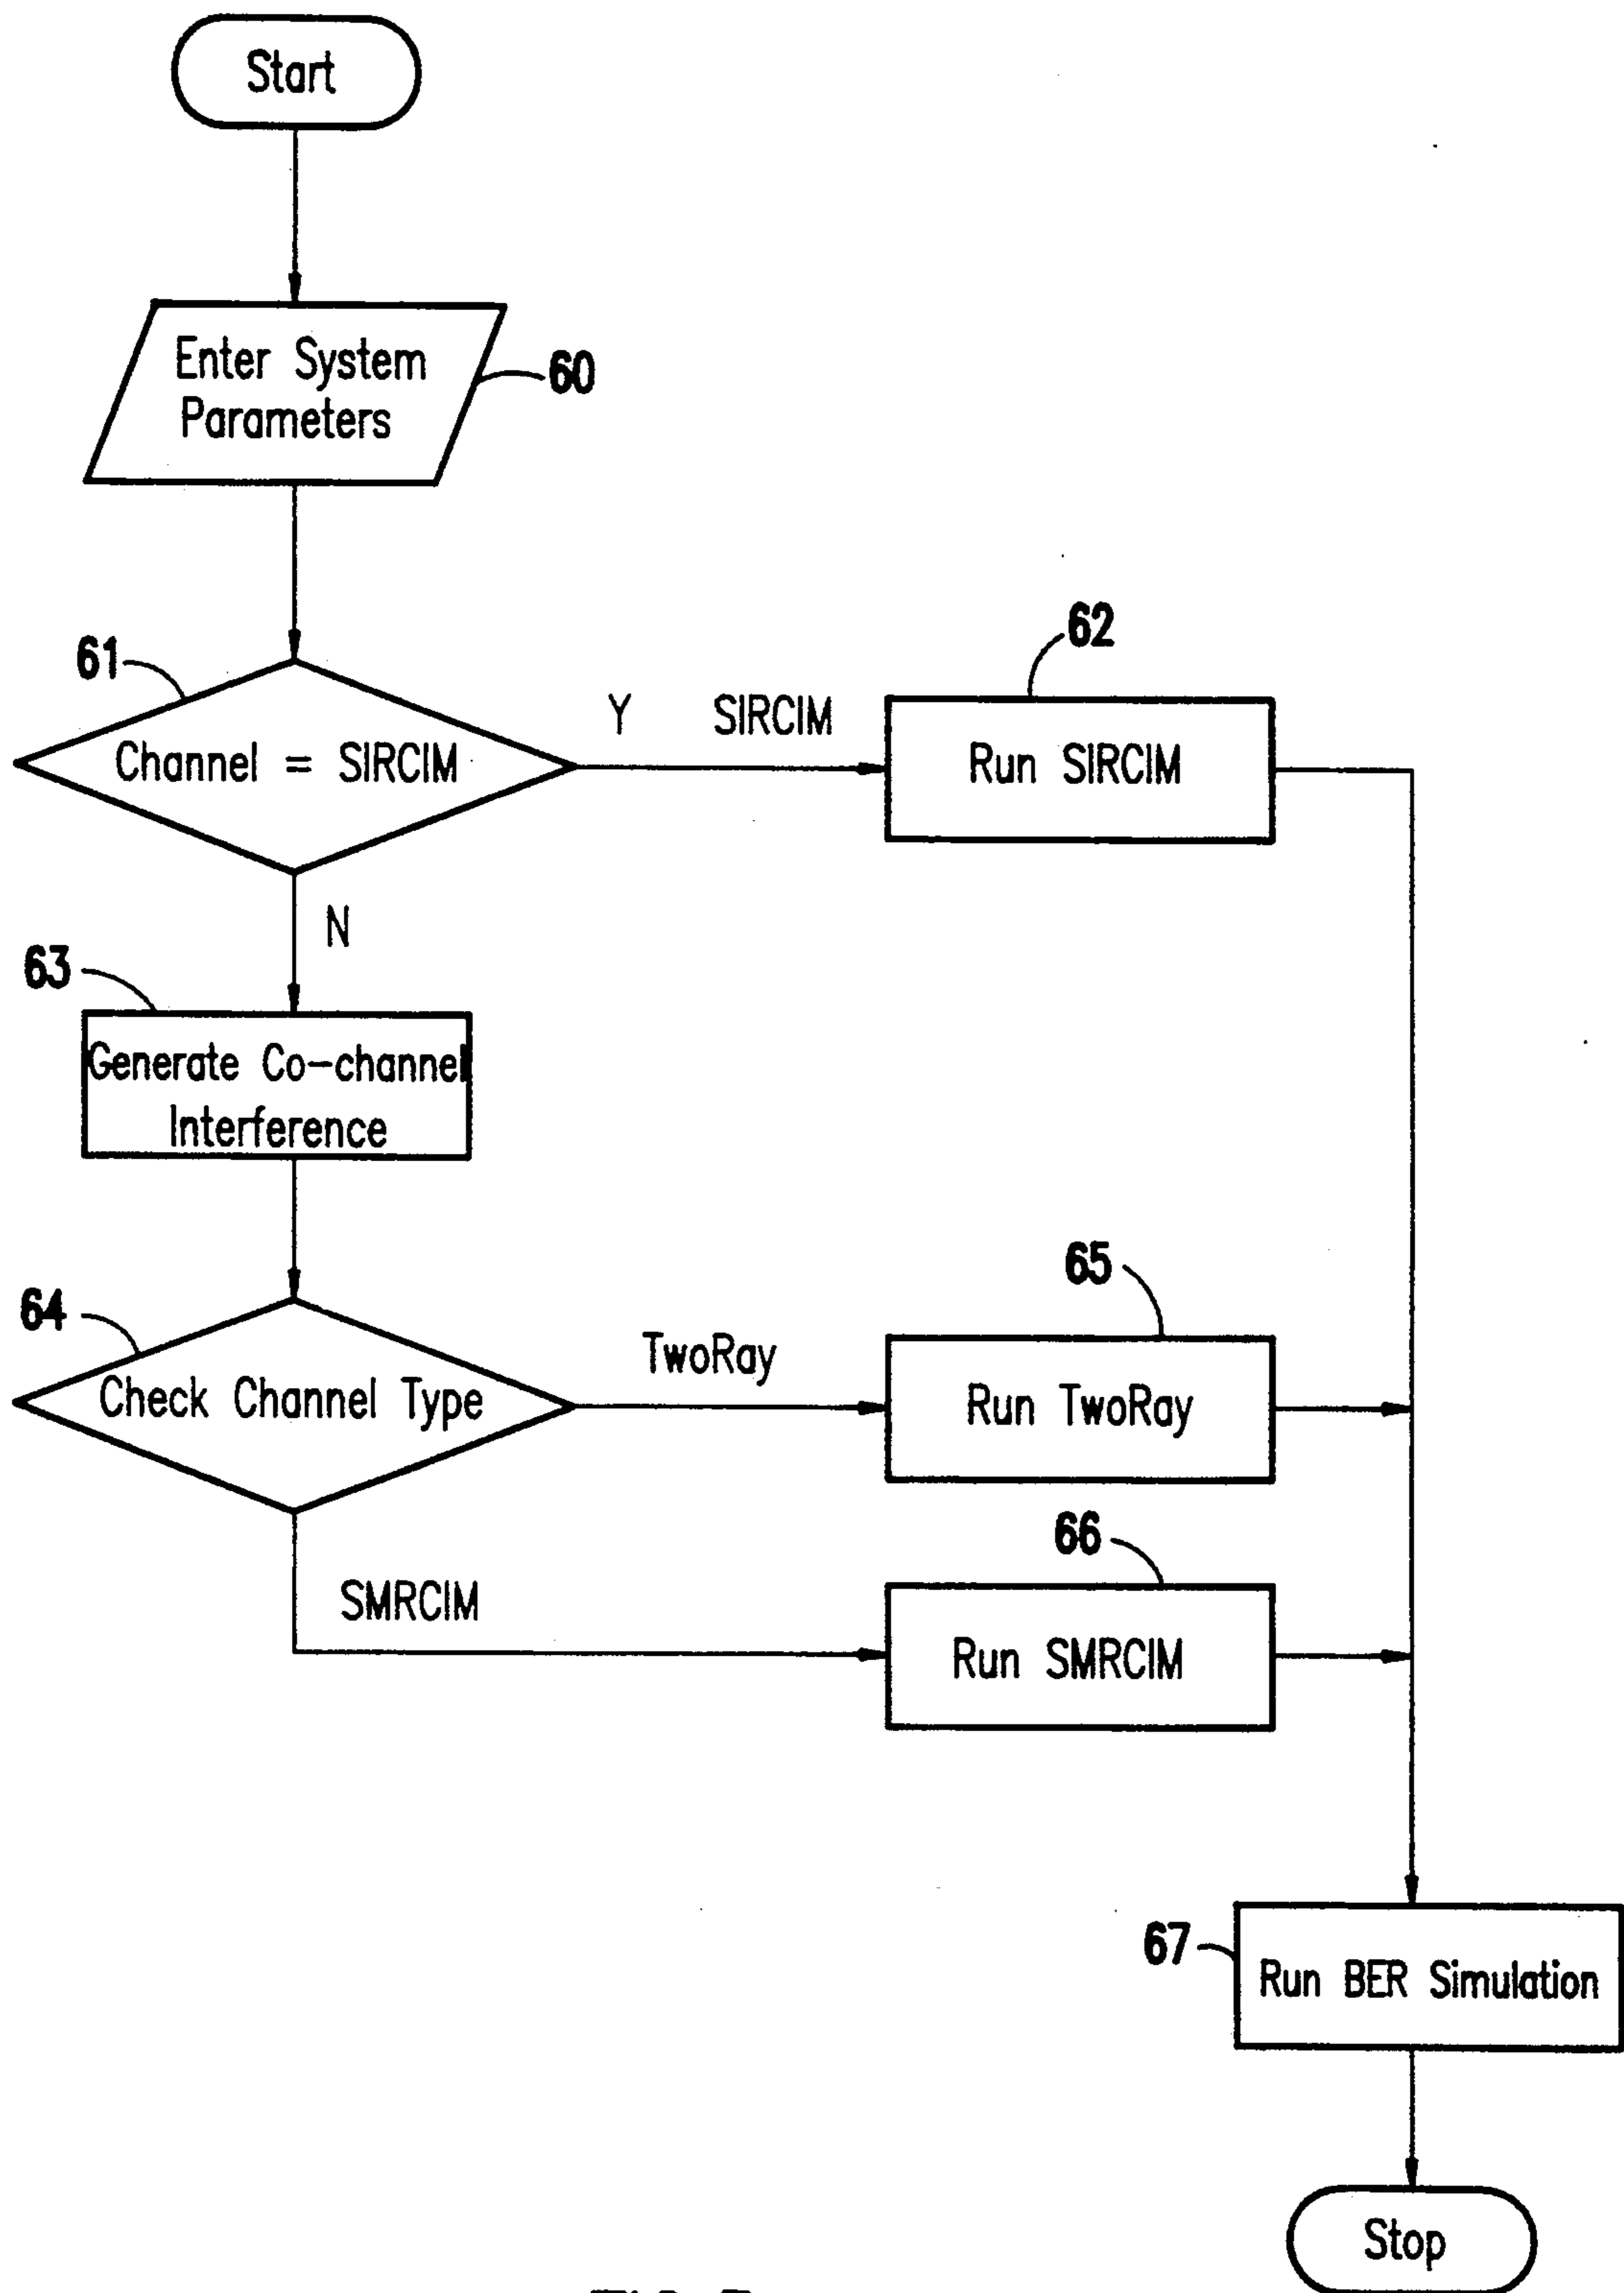 Start
Enter System
Parameters
60
61
Channel = SIRCIM
Y SIRCIM
62
Run SIRCIM
N
63
Generate Co-channel
Interference
64
Check Channel Type
TwoRay
65
Run TwoRay
SMRCIM
66
Run SMRCIM
67
Run BER Simulation
Stop